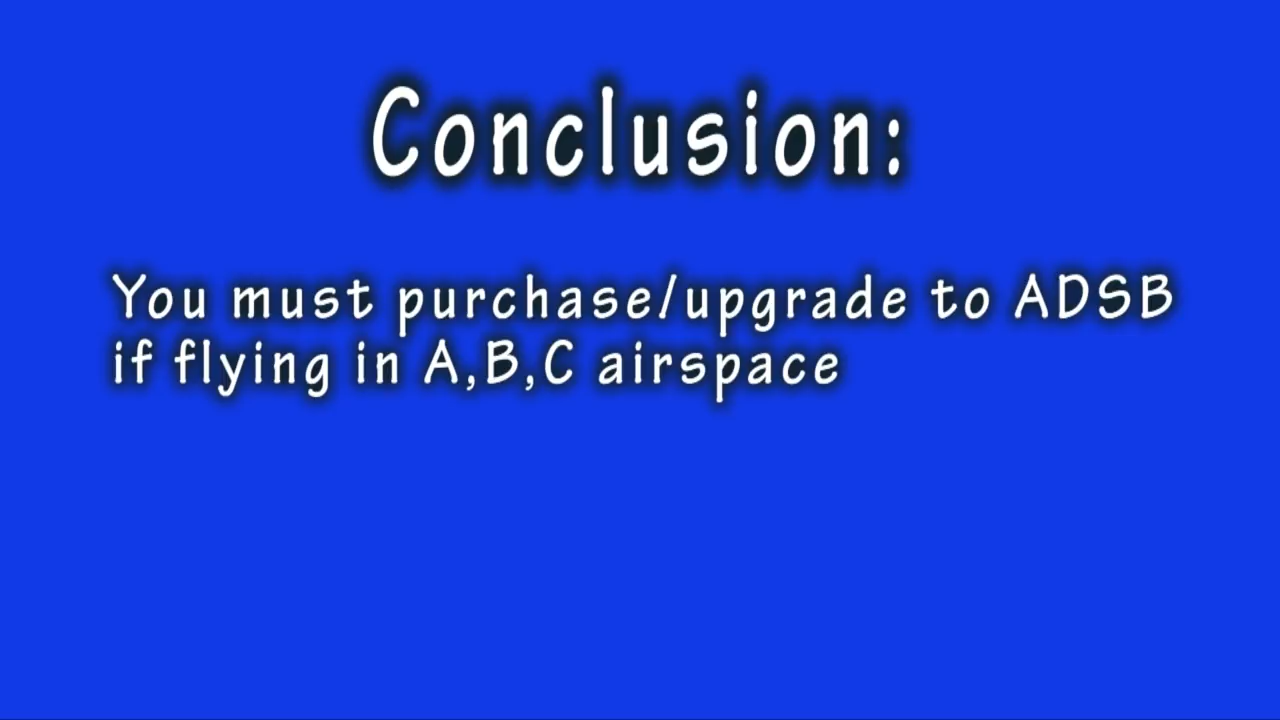 Conclusion:
You must purchase/upgrade to ADSB
if flying in A,B,C airspace